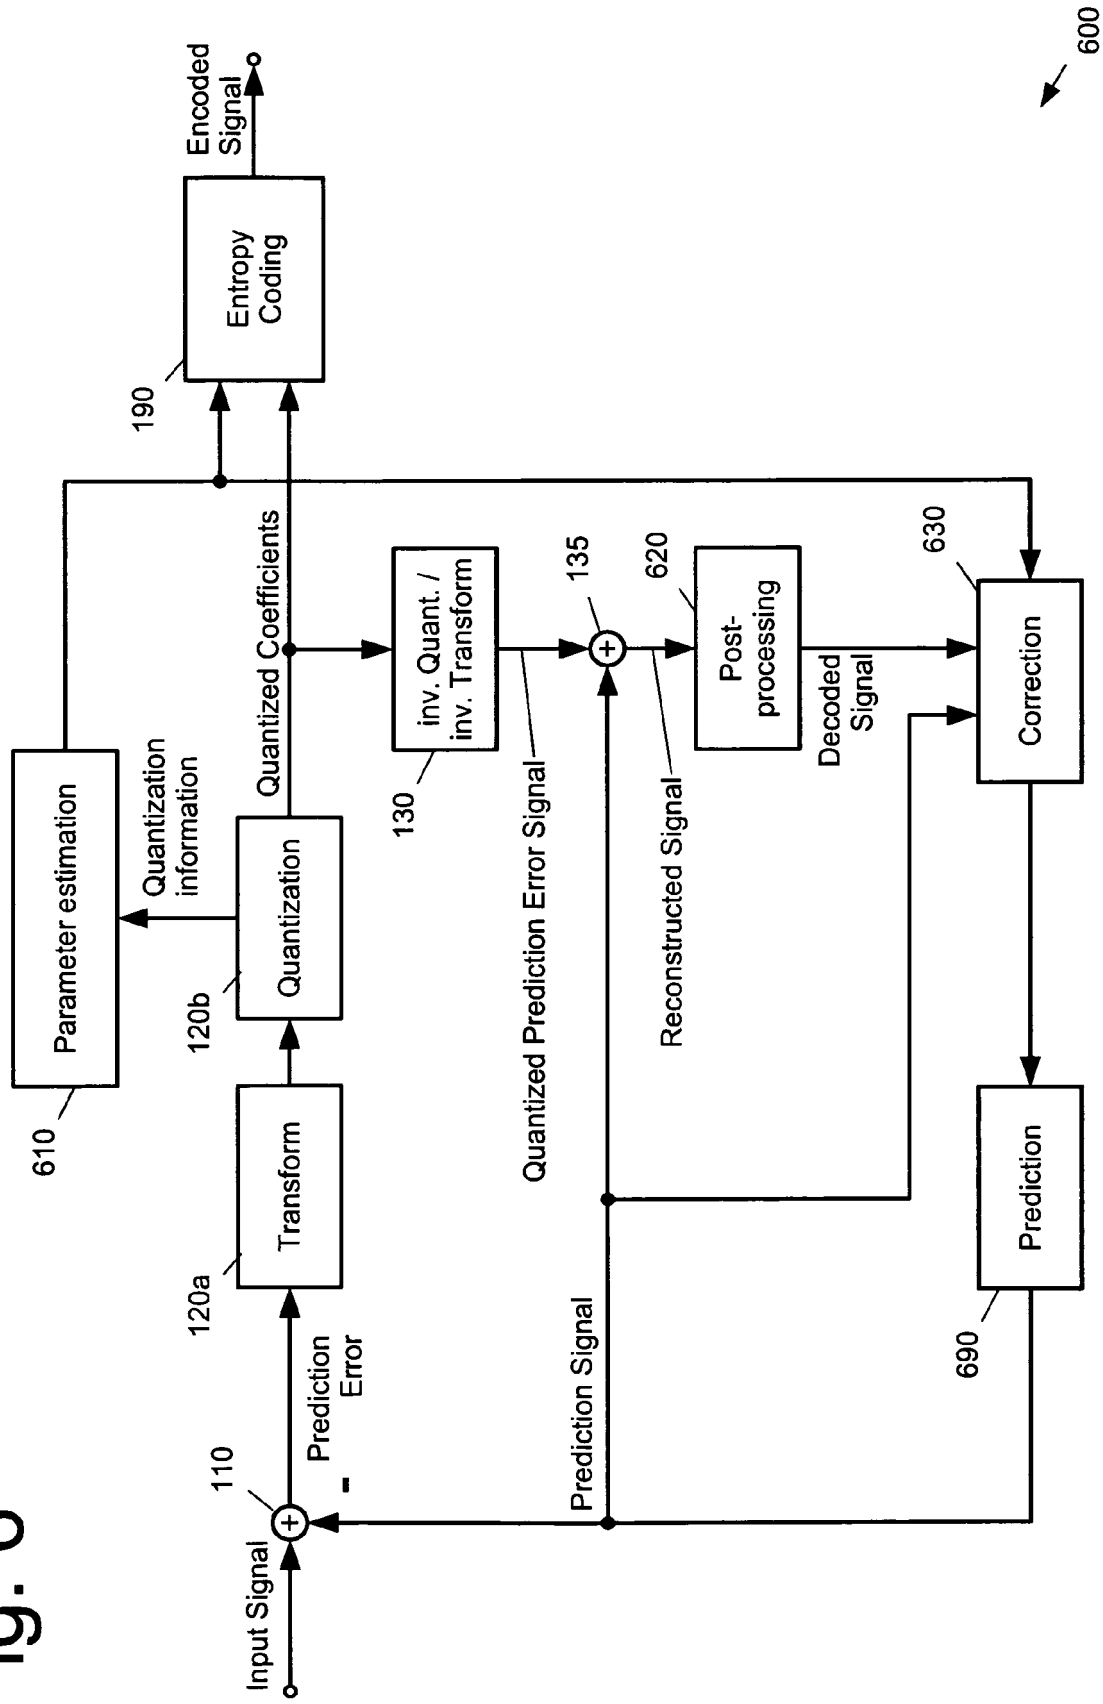 610
Parameter estimation
Quantization
information
190
Entropy
Coding
Encoded
Signal
Input Signal
110
Prediction
Error
-
+
120a
Transform
120b
Quantization
Quantized Coefficients
130
inv. Quant. /
inv. Transform
Quantized Prediction Error Signal
135
+
Prediction Signal
Reconstructed Signal
620
Post-
processing
Decoded
Signal
630
Correction
690
Prediction
600